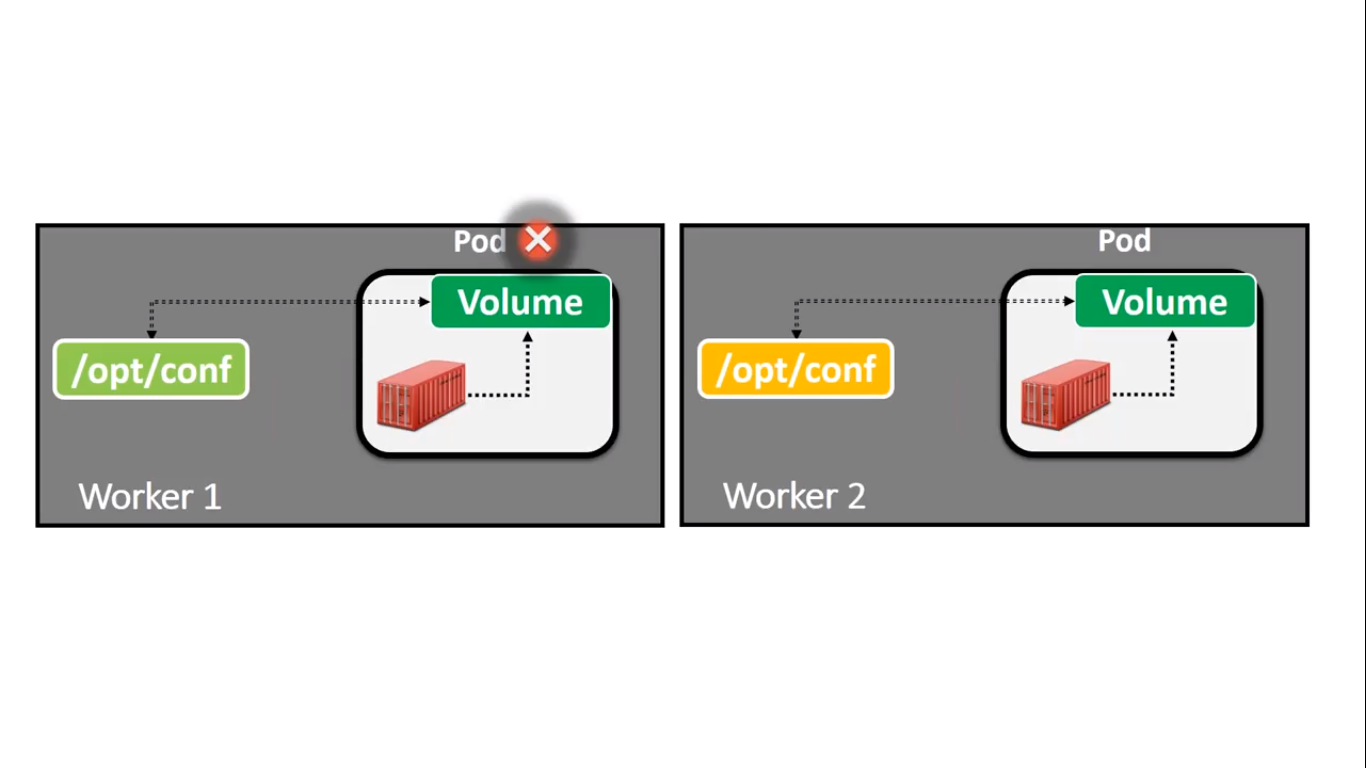 Pod
Volume
/opt/conf
Worker 1
Pod
Volume
/opt/conf
Worker 2